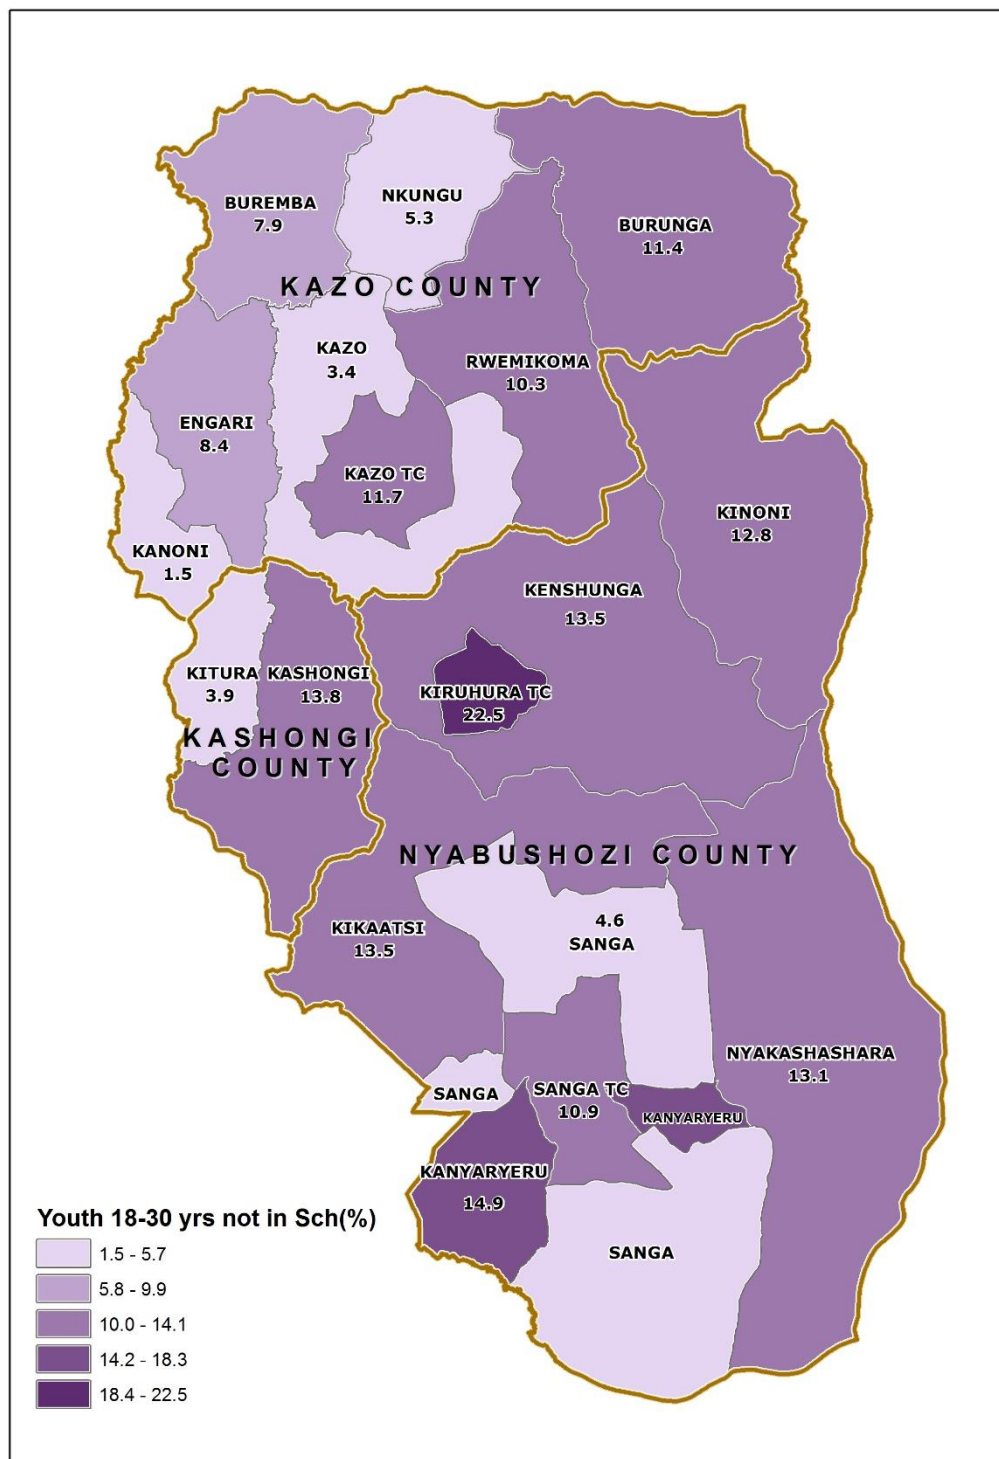 BUREMBA
7.9
NKUNGU
5.3
BURUNGA
11.4
KAZO COUNTY
KAZO
3.4
RWEMIKOMA
10.3
ENGARI
8.4
KAZO TC
11.7
KINONI
12.8
KANONI
1.5
KENSHUNGA
13.5
KITURA
3.9
KASHONGI
13.8
KIRUHURA TC
22.5
KASHONGI
COUNTY
NYABUSHOZI COUNTY
KIKAATSI
13.5
4.6
SANGA
NYAKASHASHARA
13.1
SANGA
SANGA TC
10.9
KANYARYERU
KANYARYERU
14.9
SANGA
Youth 18-30 yrs not in Sch(%)
1.5 - 5.7
5.8 - 9.9
10.0 - 14.1
14.2 - 18.3
18.4 - 22.5